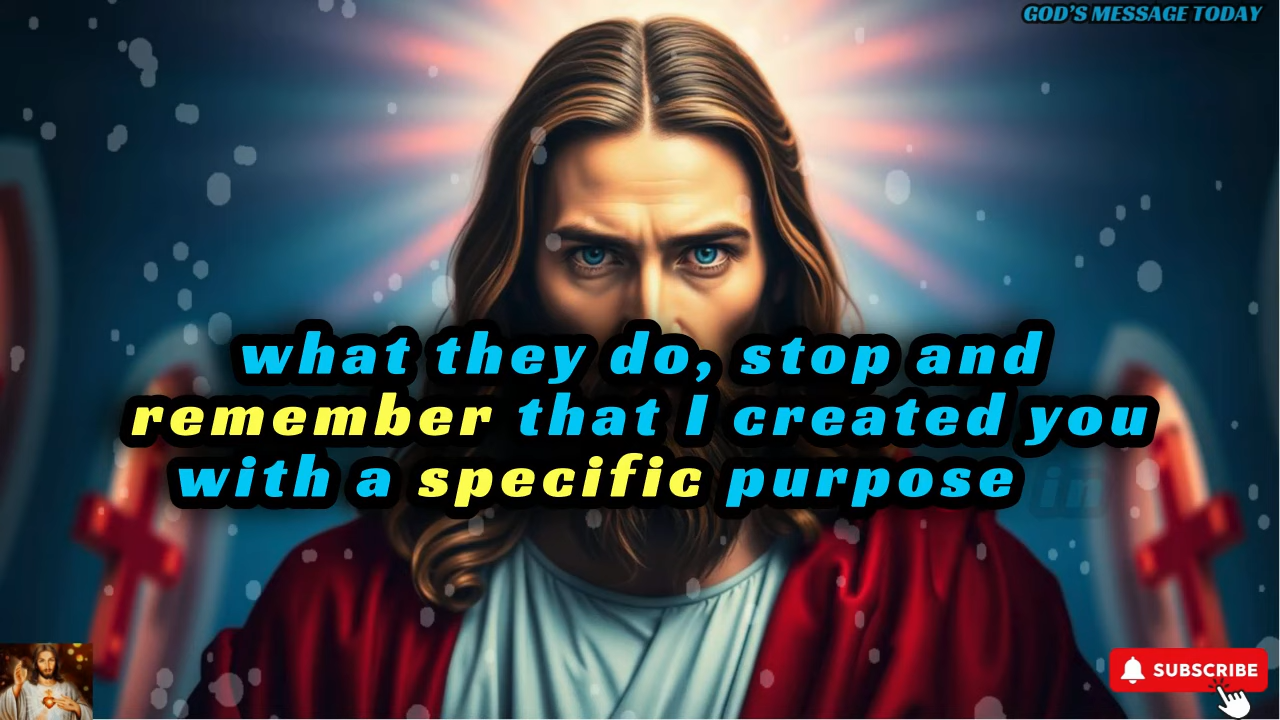 GOD'S MESSAGE TODAY
what they do, stop and
remember that I created you
with a specific purpose in
SUBSCRIBE